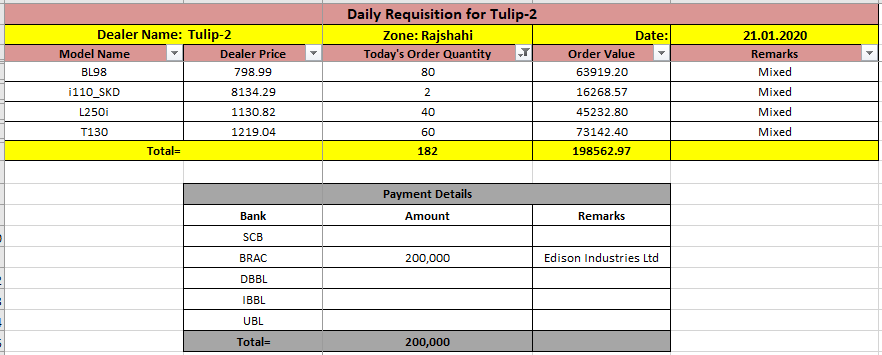 Daily Requisition for Tulip-2
Dealer Name: Tulip-2 Zone: Rajshahi Date: 21.01.2020
Model Name Dealer Price Today's Order Quantity Order Value Remarks
BL98 798.99 80 63919.20 Mixed
i110_SKD 8134.29 2 16268.57 Mixed
L250i 1130.82 40 45232.80 Mixed
T130 1219.04 60 73142.40 Mixed
Total= 182 198562.97
Payment Details
Bank Amount Remarks
SCB
BRAC 200,000 Edison Industries Ltd
DBBL
IBBL
UBL
Total= 200,000